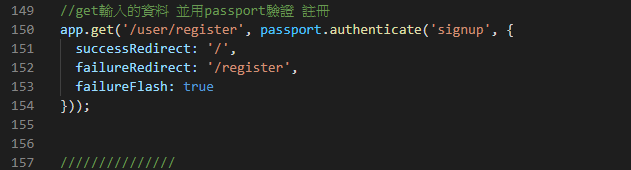 149 //get輸入的資料 並用passport驗證 註冊
150 app.get('/user/register', passport.authenticate('signup', {
151   successRedirect: '/',
152   failureRedirect: '/register',
153   failureFlash: true
154 }));
155
156
157 ///////////////